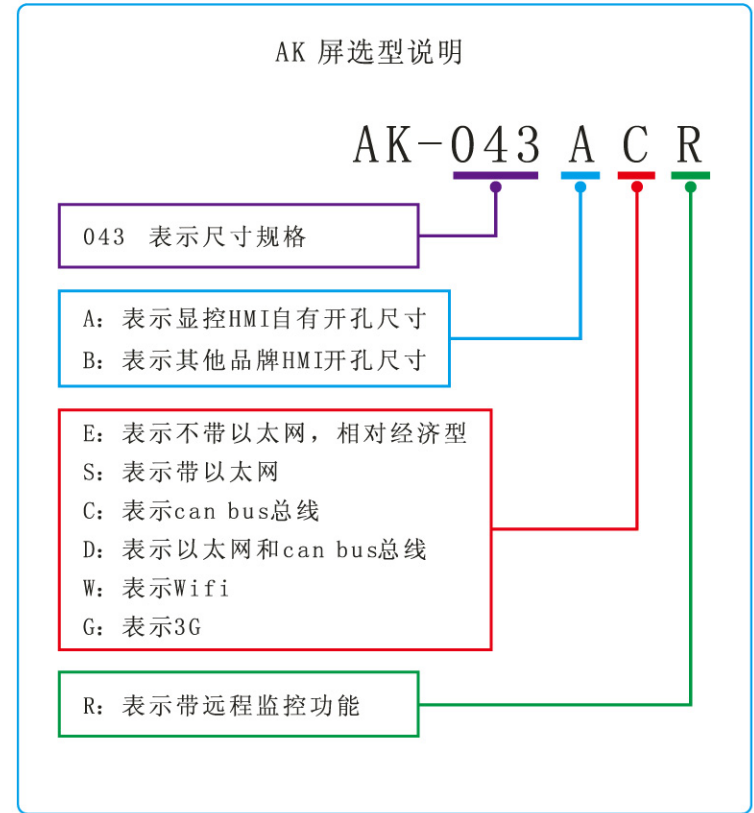 AK 屏选型说明
AK-043 A C R
043 表示尺寸规格
A: 表示显控HMI自有开孔尺寸
B: 表示其他品牌HMI开孔尺寸
E: 表示不带以太网，相对经济型
S: 表示带以太网
C: 表示can bus总线
D: 表示以太网和can bus总线
W: 表示Wifi
G: 表示3G
R: 表示带远程监控功能